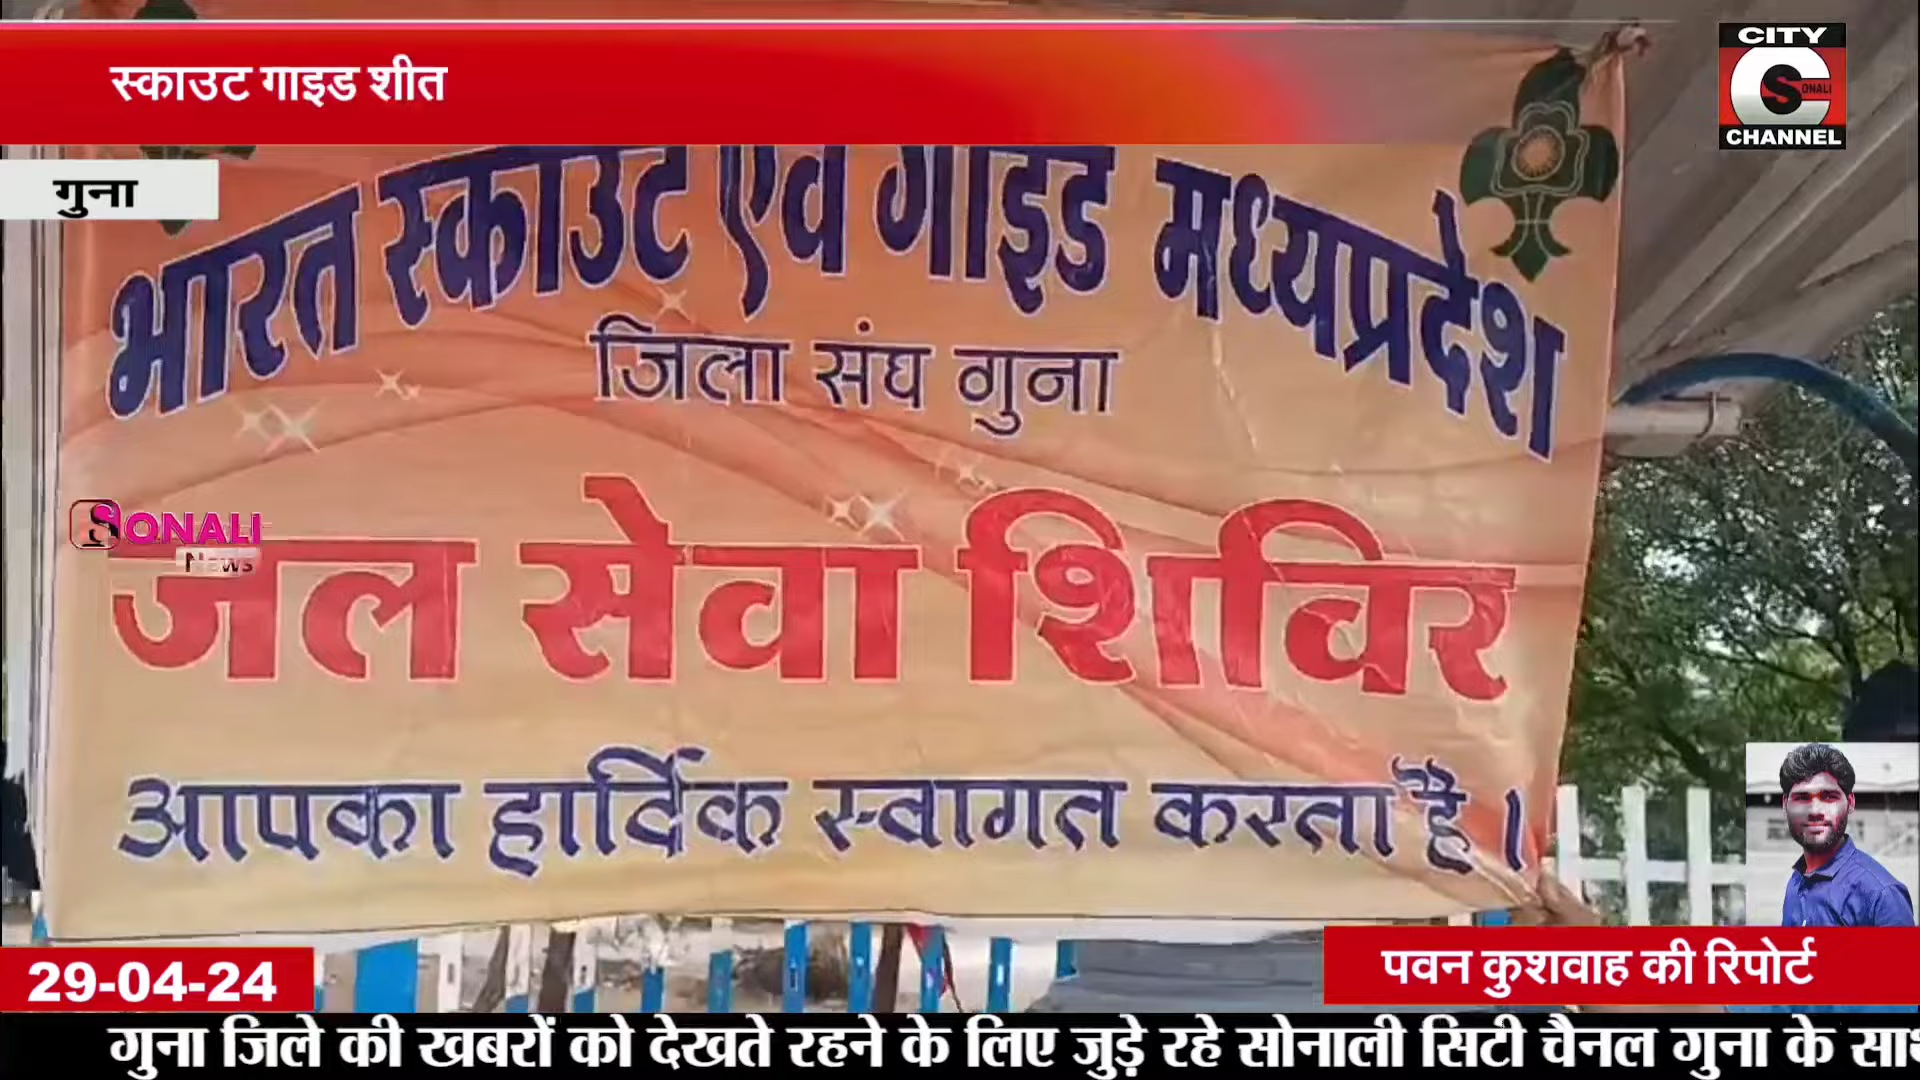 स्काउट गाइड शीत
CITY
SONALI
CHANNEL
गुना
भारत स्काउट एवं गाइड मध्यप्रदेश
जिला संघ गुना
SONALI
News
जल सेवा शिविर
आपका हार्दिक स्वागत करता है।
29-04-24
पवन कुशवाह की रिपोर्ट
गुना जिले की खबरों को देखते रहने के लिए जुड़े रहे सोनाली सिटी चैनल गुना के